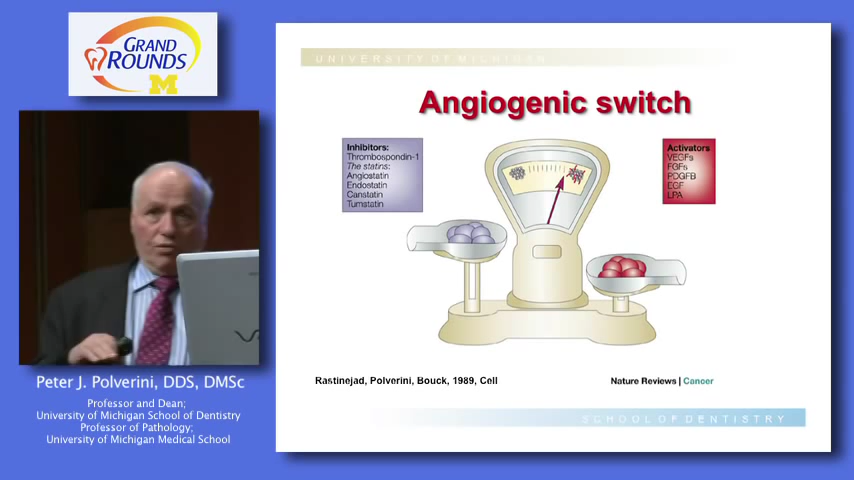 GRAND
ROUNDS
M
Peter J. Polverini, DDS, DMSc
Professor and Dean;
University of Michigan School of Dentistry
Professor of Pathology;
University of Michigan Medical School
UNIVERSITY OF MICHIGAN
Angiogenic switch
Inhibitors:
Thrombospondin-1
The statins:
Angiostatin
Endostatin
Canstatin
Tumstatin
Activators
VEGFs
FGFs
PDGFB
EGF
LPA
Rastinejad, Polverini, Bouck, 1989, Cell
Nature Reviews | Cancer
SCHOOL OF DENTISTRY